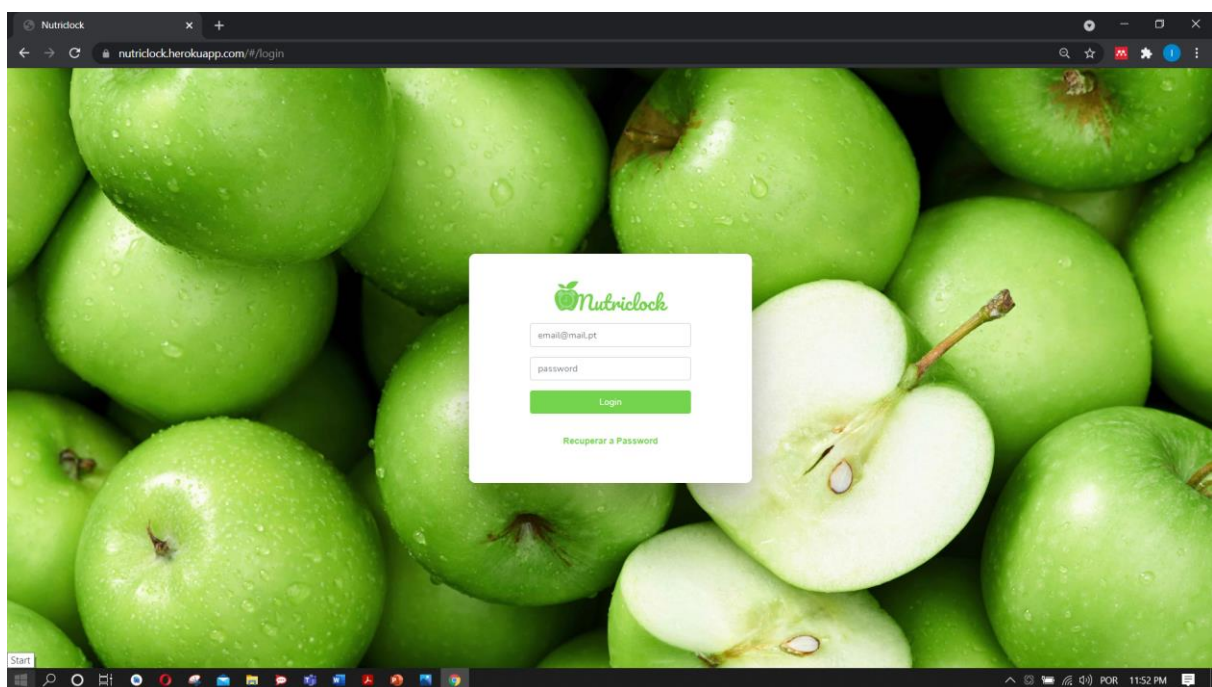 Nutriclock
nutriclock.herokuapp.com/#/login
Nutriclock
email@mail.pt
password
Login
Recuperar a Password
Start
POR 11:52 PM